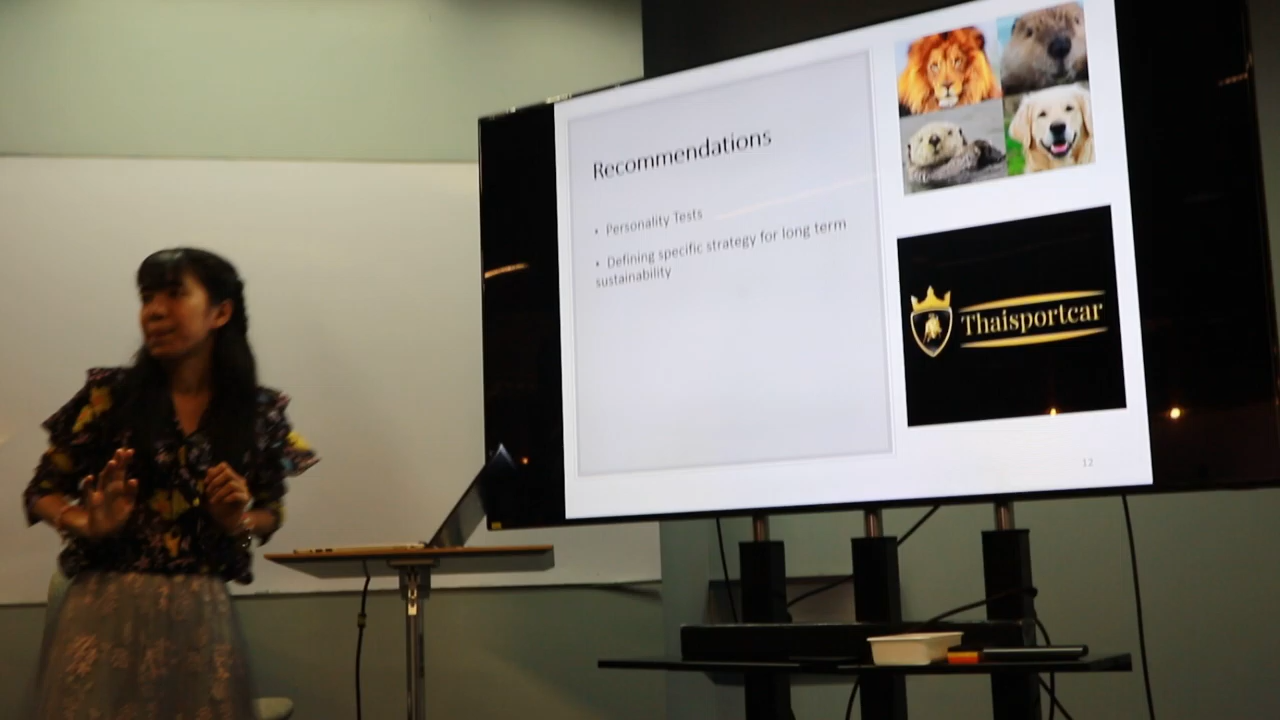 Recommendations
• Personality Tests
• Defining specific strategy for long term
sustainability
Thaisportcar
12